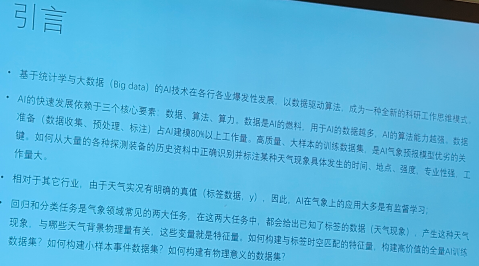 引言
• 基于统计学与大数据（Big data）的AI技术在各行各业爆发性发展，以数据驱动算法，成为一种全新的科研工作思维模式.
• AI的快速发展依赖于三个核心要素：数据、算法、算力。数据是AI的燃料，用于AI的数据越多，AI的算法能力越强。数据
准备（数据收集、预处理、标注）占AI建模80%以上工作量。高质量、大样本的训练数据集，是AI气象预报模型优劣的关
键。如何从大量的各种探测装备的历史资料中正确识别并标注某种天气现象具体发生的时间、地点、强度，专业性强，工
作量大。
• 相对于其它行业，由于天气实况有明确的真值（标签数据，y），因此，AI在气象上的应用大多是有监督学习.
• 回归和分类任务是气象领域常见的两大任务，在这两大任务中，都会给出已知了标签的数据（天气现象），产生这种天气
现象，与哪些天气背景物理量有关，这些变量就是特征量，如何构建与标签时空匹配的特征量，构建高价值的全量AI训练
数据集？如何构建小样本事件数据集？如何构建有物理意义的数据集？